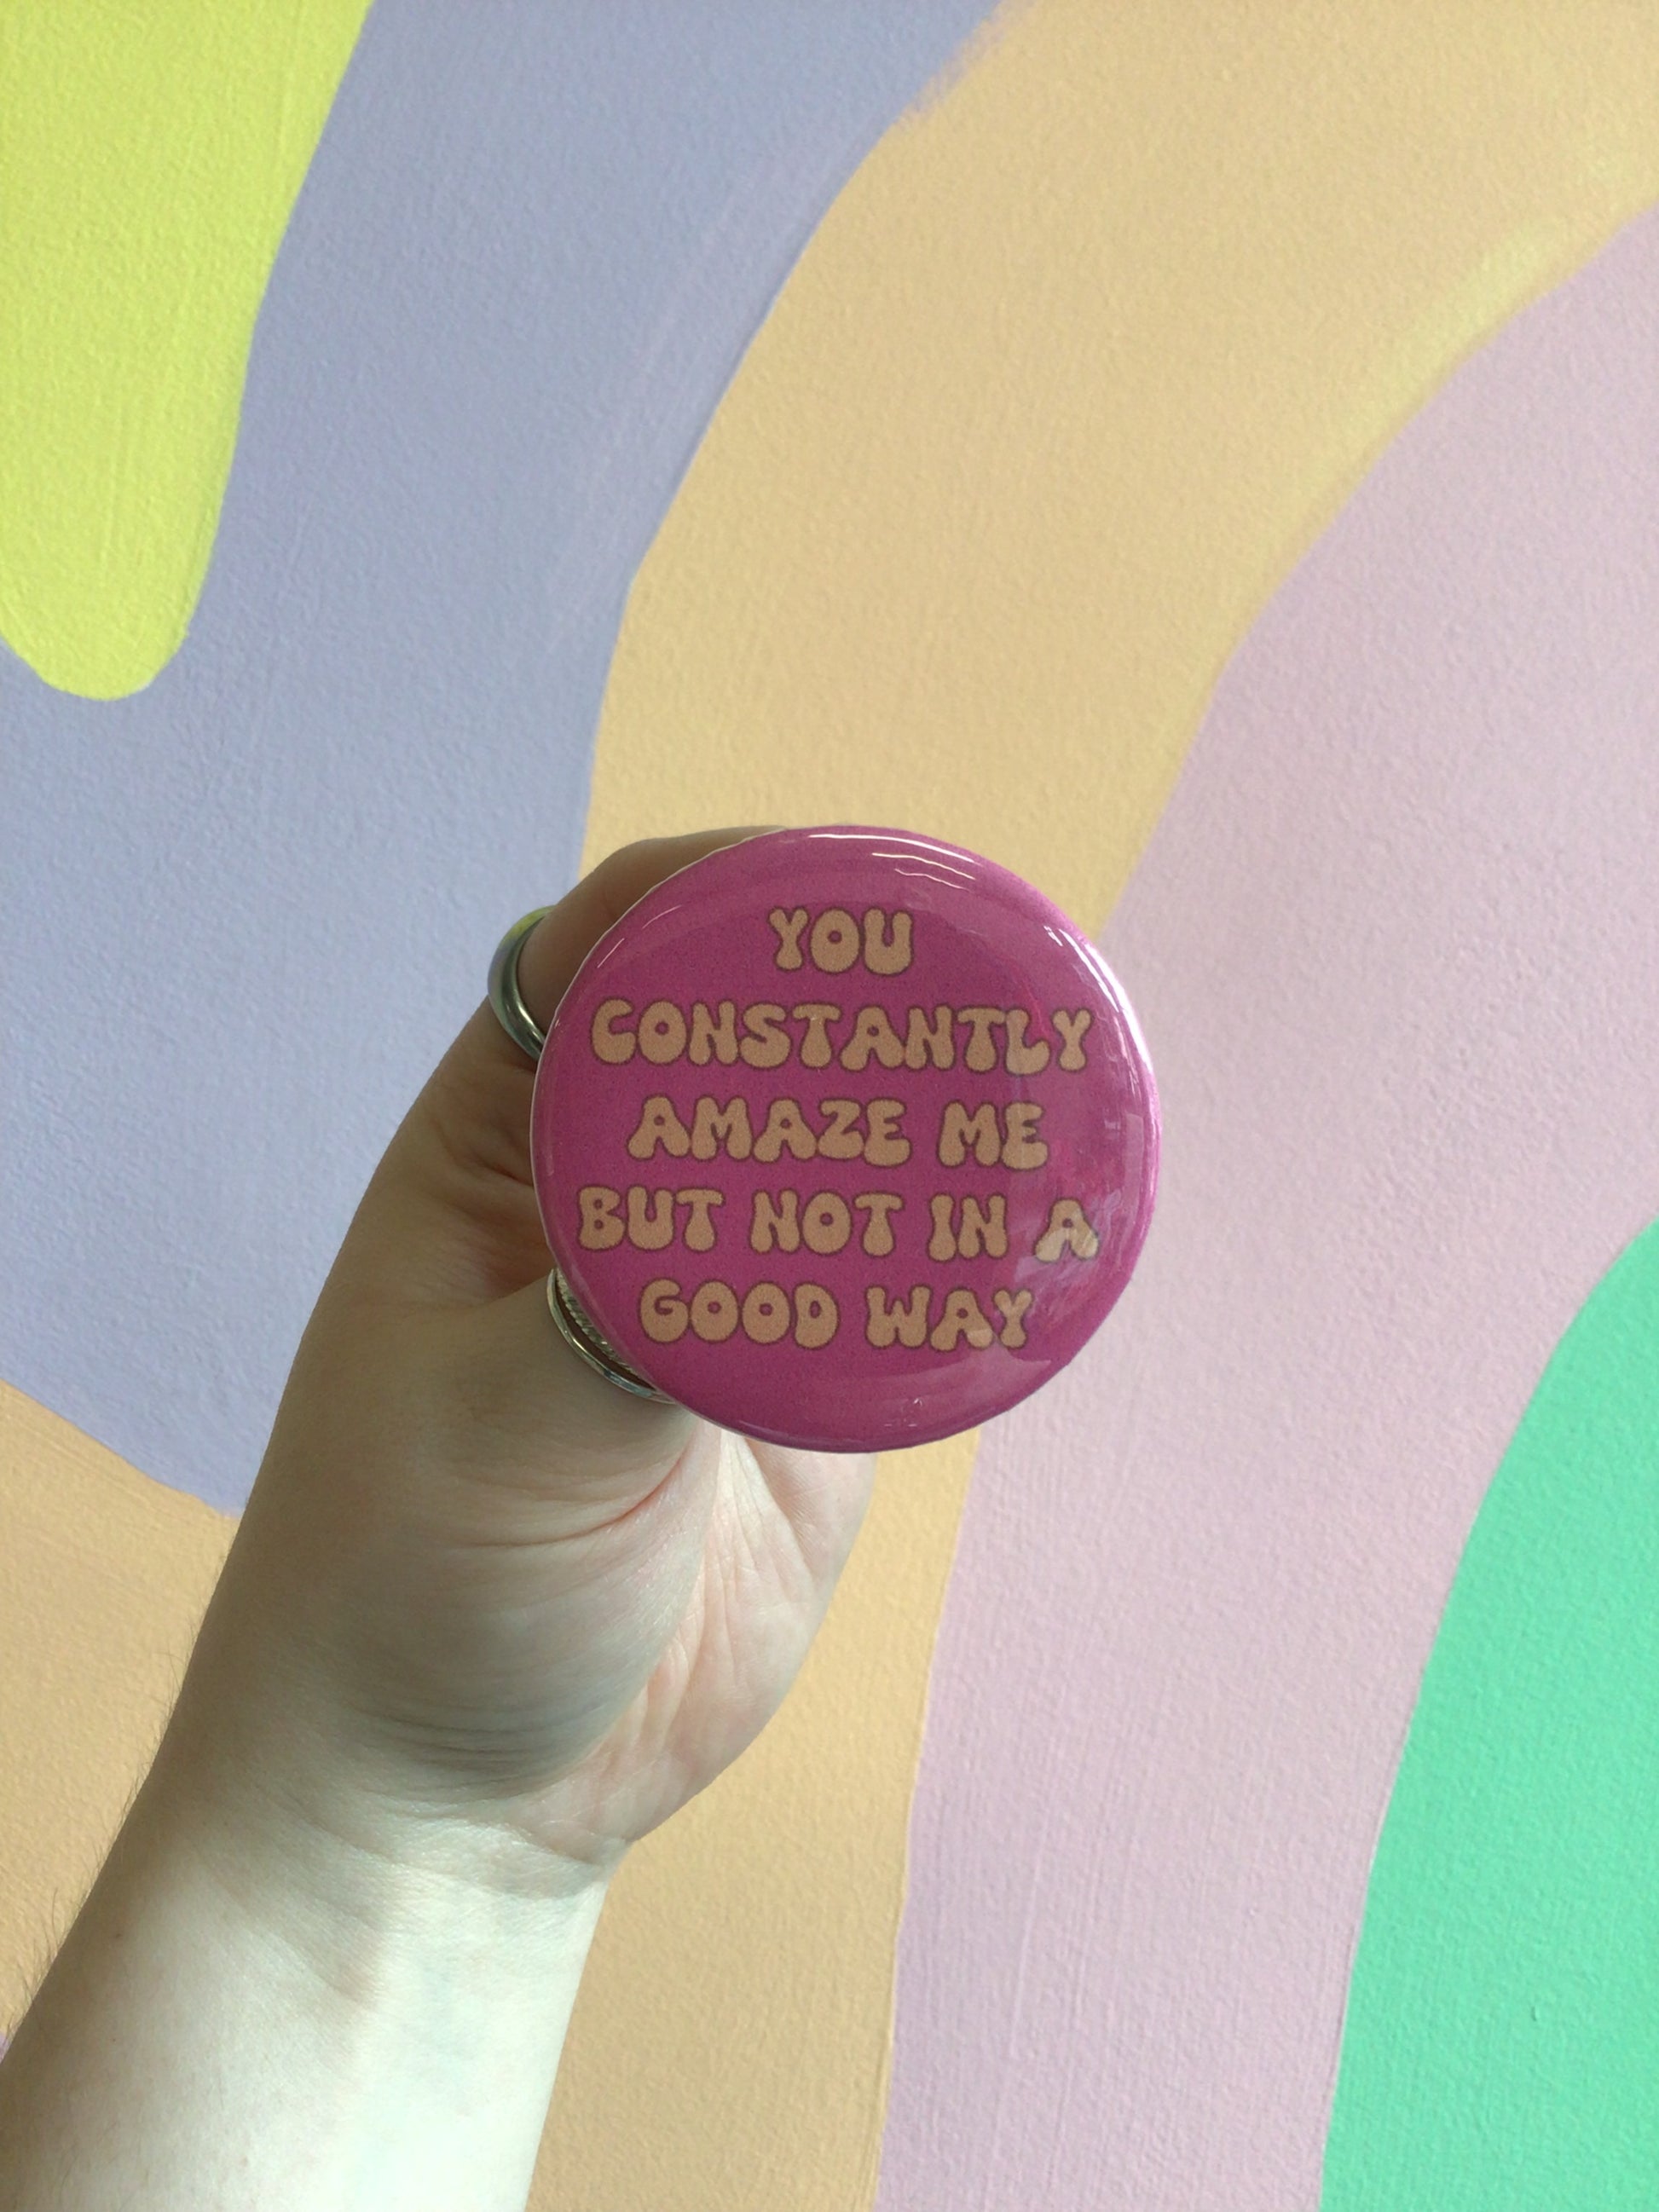 YOU
CONSTANTLY
AMAZE ME
BUT NOT IN A
GOOD WAY